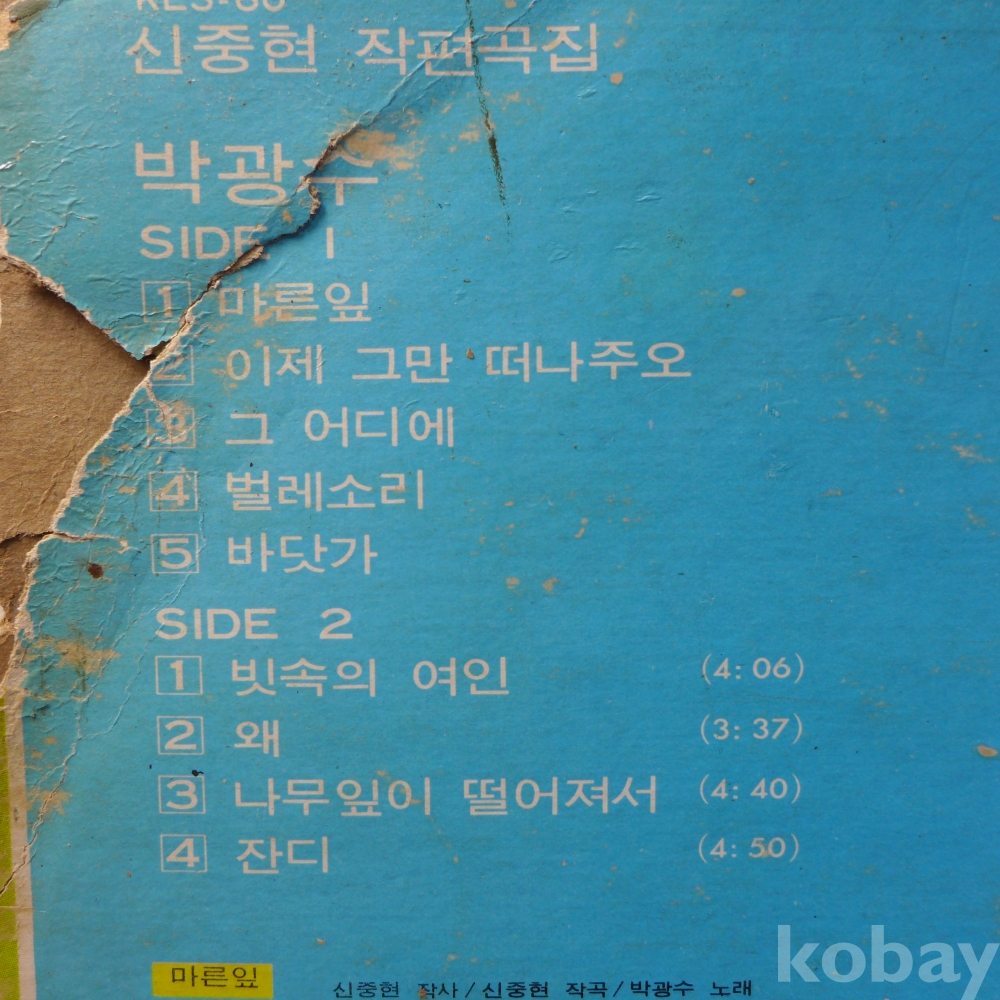 신중현 작편곡집
박광수
SIDE 1
1 마른잎
2 이제 그만 떠나주오
3 그 어디에
4 벌레소리
5 바닷가
SIDE 2
1 빗속의 여인 (4: 06)
2 왜 (3: 37)
3 나무잎이 떨어져서 (4: 40)
4 잔디 (4: 50)
마른잎 신중현 작사/신중현 작곡/박광수 노래
kobay